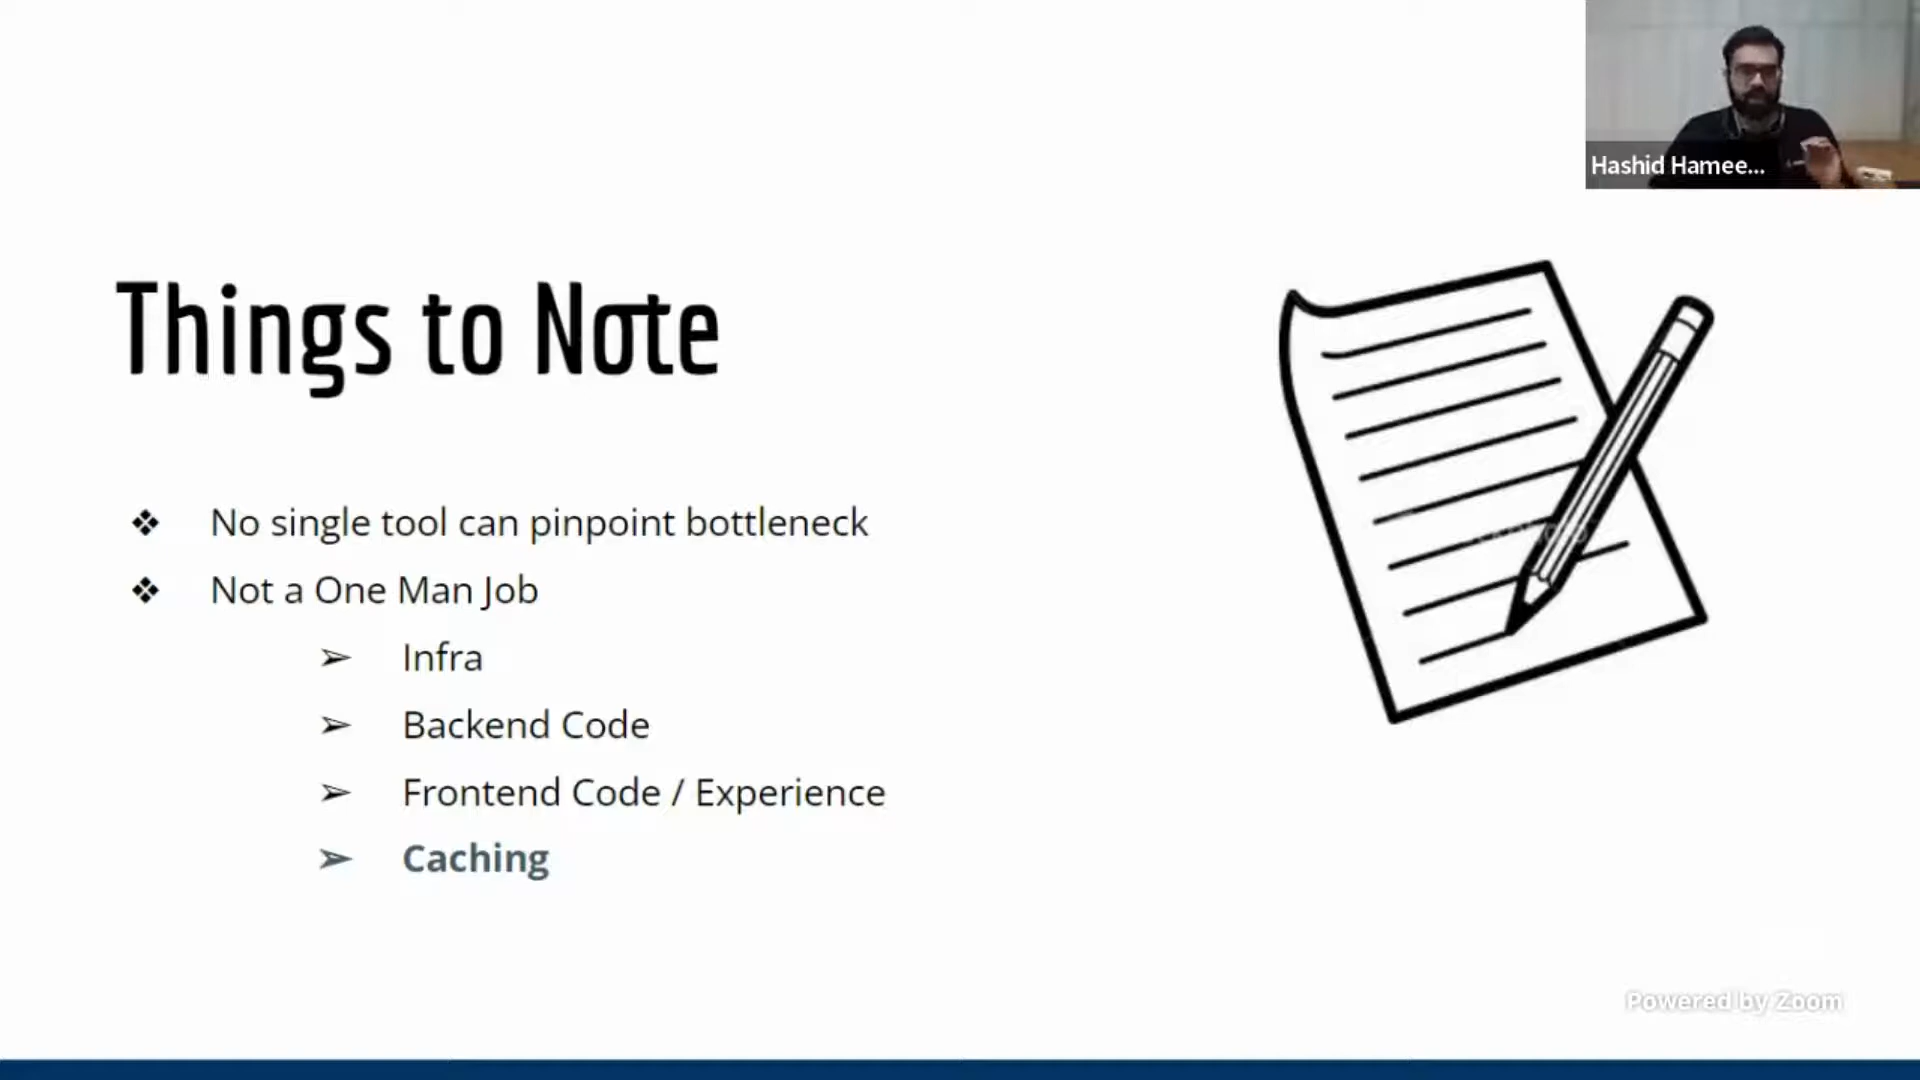 Hashid Hamee...
Things to Note
❖ No single tool can pinpoint bottleneck
❖ Not a One Man Job
➢ Infra
➢ Backend Code
➢ Frontend Code / Experience
➢ Caching
Powered by Zoom